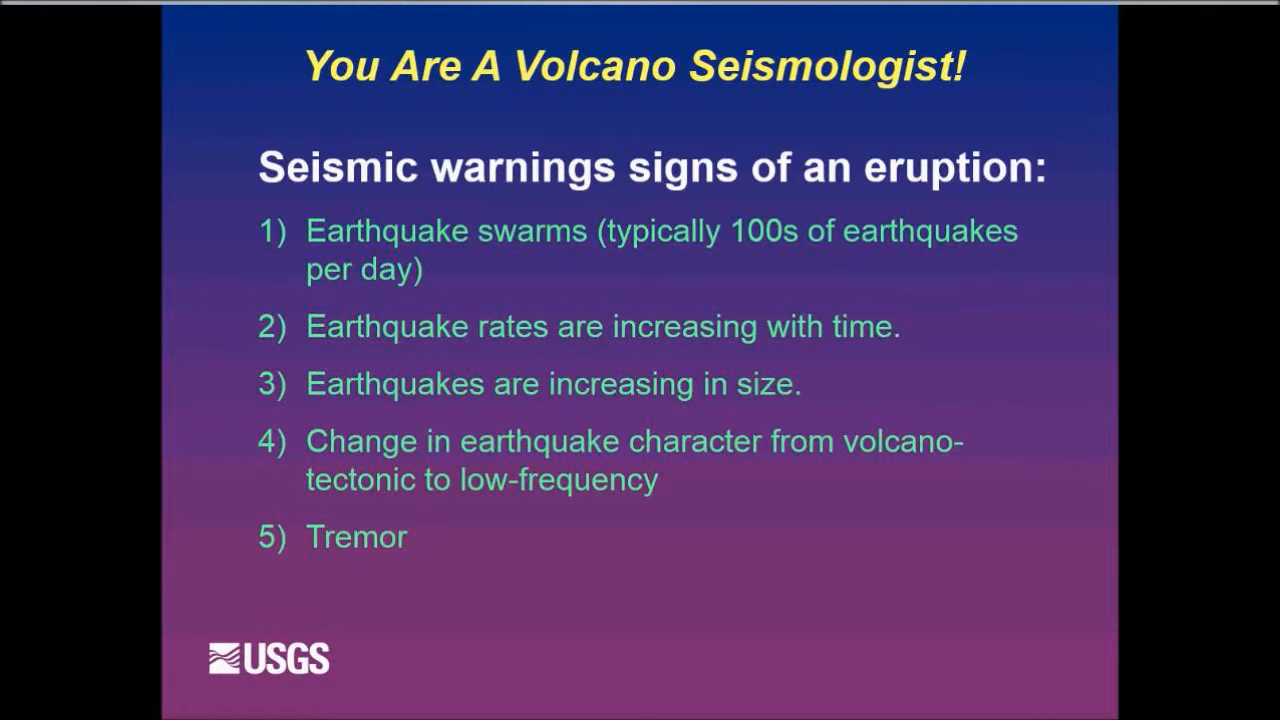 You Are A Volcano Seismologist!
Seismic warnings signs of an eruption:
1) Earthquake swarms (typically 100s of earthquakes
per day)
2) Earthquake rates are increasing with time.
3) Earthquakes are increasing in size.
4) Change in earthquake character from volcano-
tectonic to low-frequency
5) Tremor
USGS